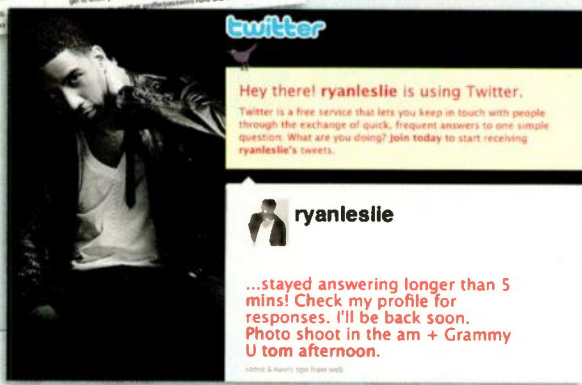 twitter
Hey there! ryanleslie is using Twitter.
Twitter is a free service that lets you keep in touch with people
through the exchange of quick, frequent answers to one simple
question. What are you doing? Join today to start receiving
ryanleslie's tweets.
ryanleslie
...stayed answering longer than 5
mins! Check my profile for
responses. I'll be back soon.
Photo shoot in the am + Grammy
U tom afternoon.
from web